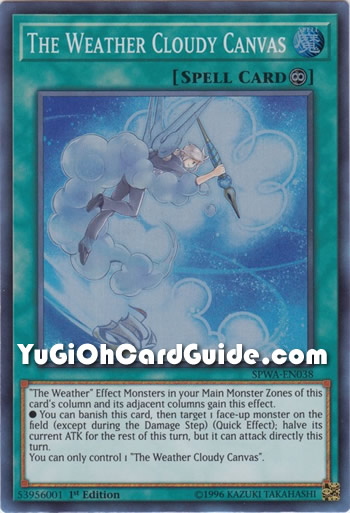 THE WEATHER CLOUDY CANVAS
魔
[SPELL CARD]
YuGiOhCardGuide.com
SPWA-EN038
"The Weather" Effect Monsters in your Main Monster Zones of this
card's column and its adjacent columns gain this effect.
● You can banish this card, then target 1 face-up monster on the
field (except during the Damage Step) (Quick Effect); halve its
current ATK for the rest of this turn, but it can attack directly this
turn.
You can only control 1 "The Weather Cloudy Canvas".
53956001 1st Edition ©1996 KAZUKI TAKAHASHI